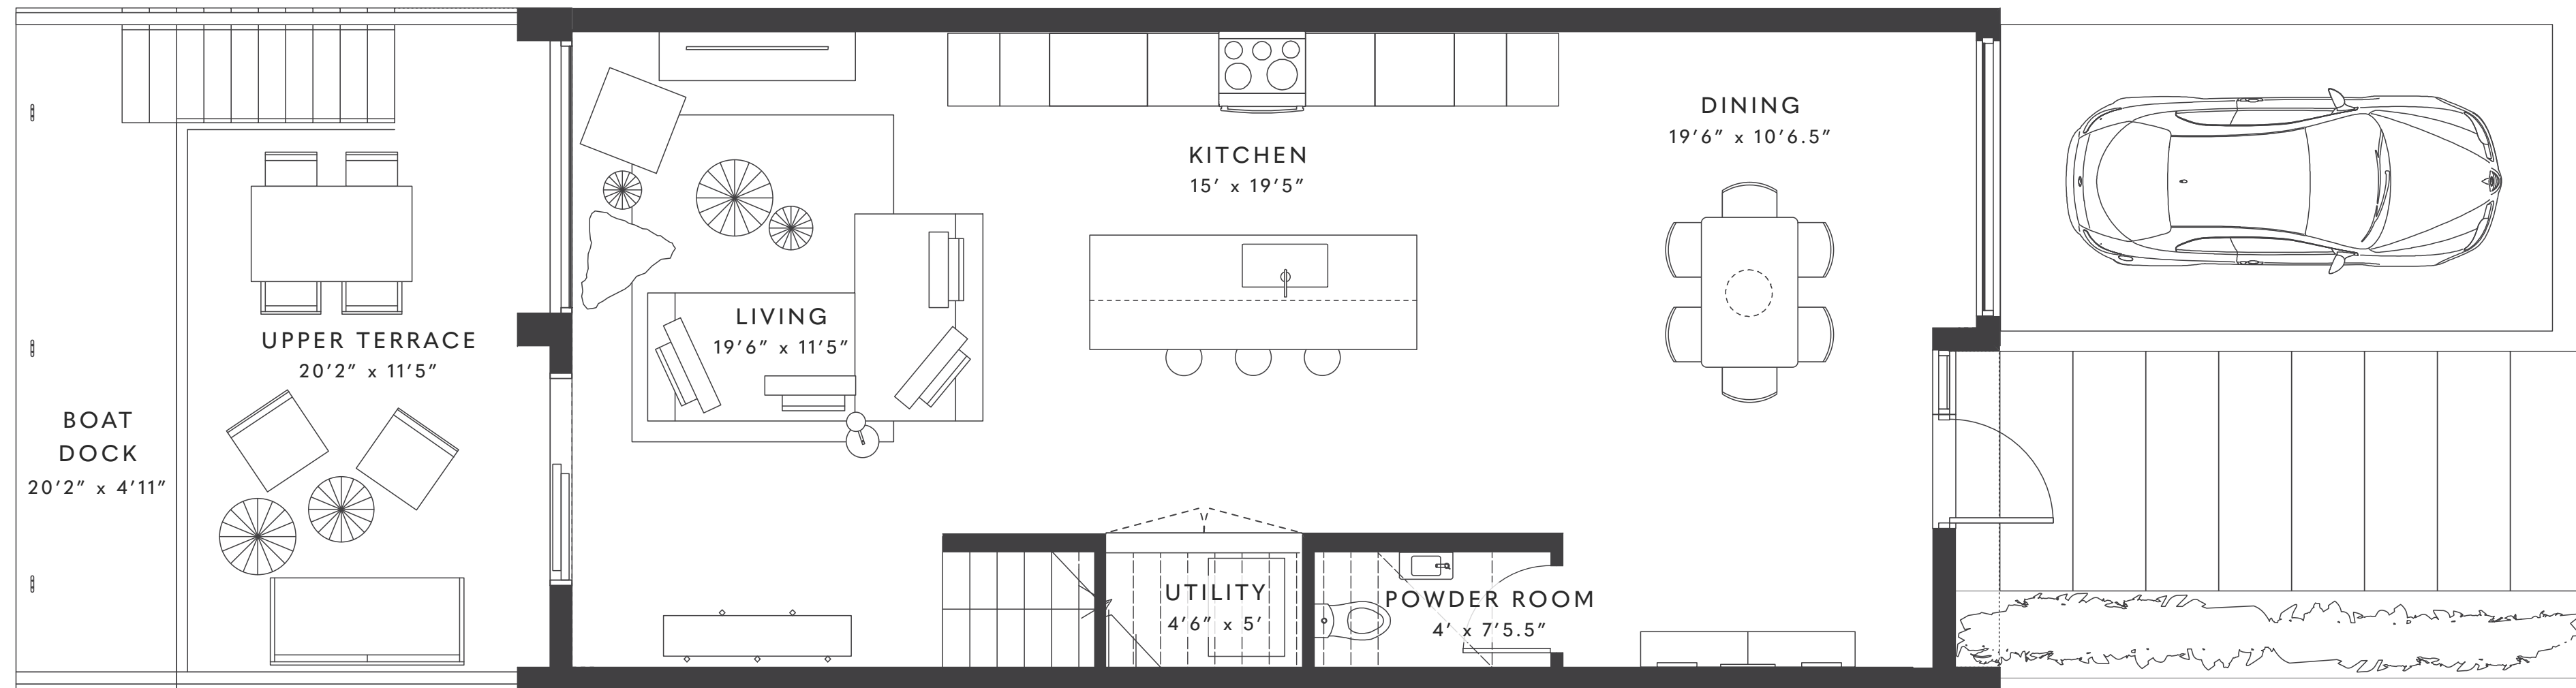 UPPER TERRACE
20’2” x 11’5”
BOAT
DOCK
20’2” x 4’11”
LIVING
19’6” x 11’5”
KITCHEN
15’ x 19’5”
DINING
19’6” x 10’6.5”
UTILITY
4’6” x 5’
POWDER ROOM
4’ x 7’5.5”